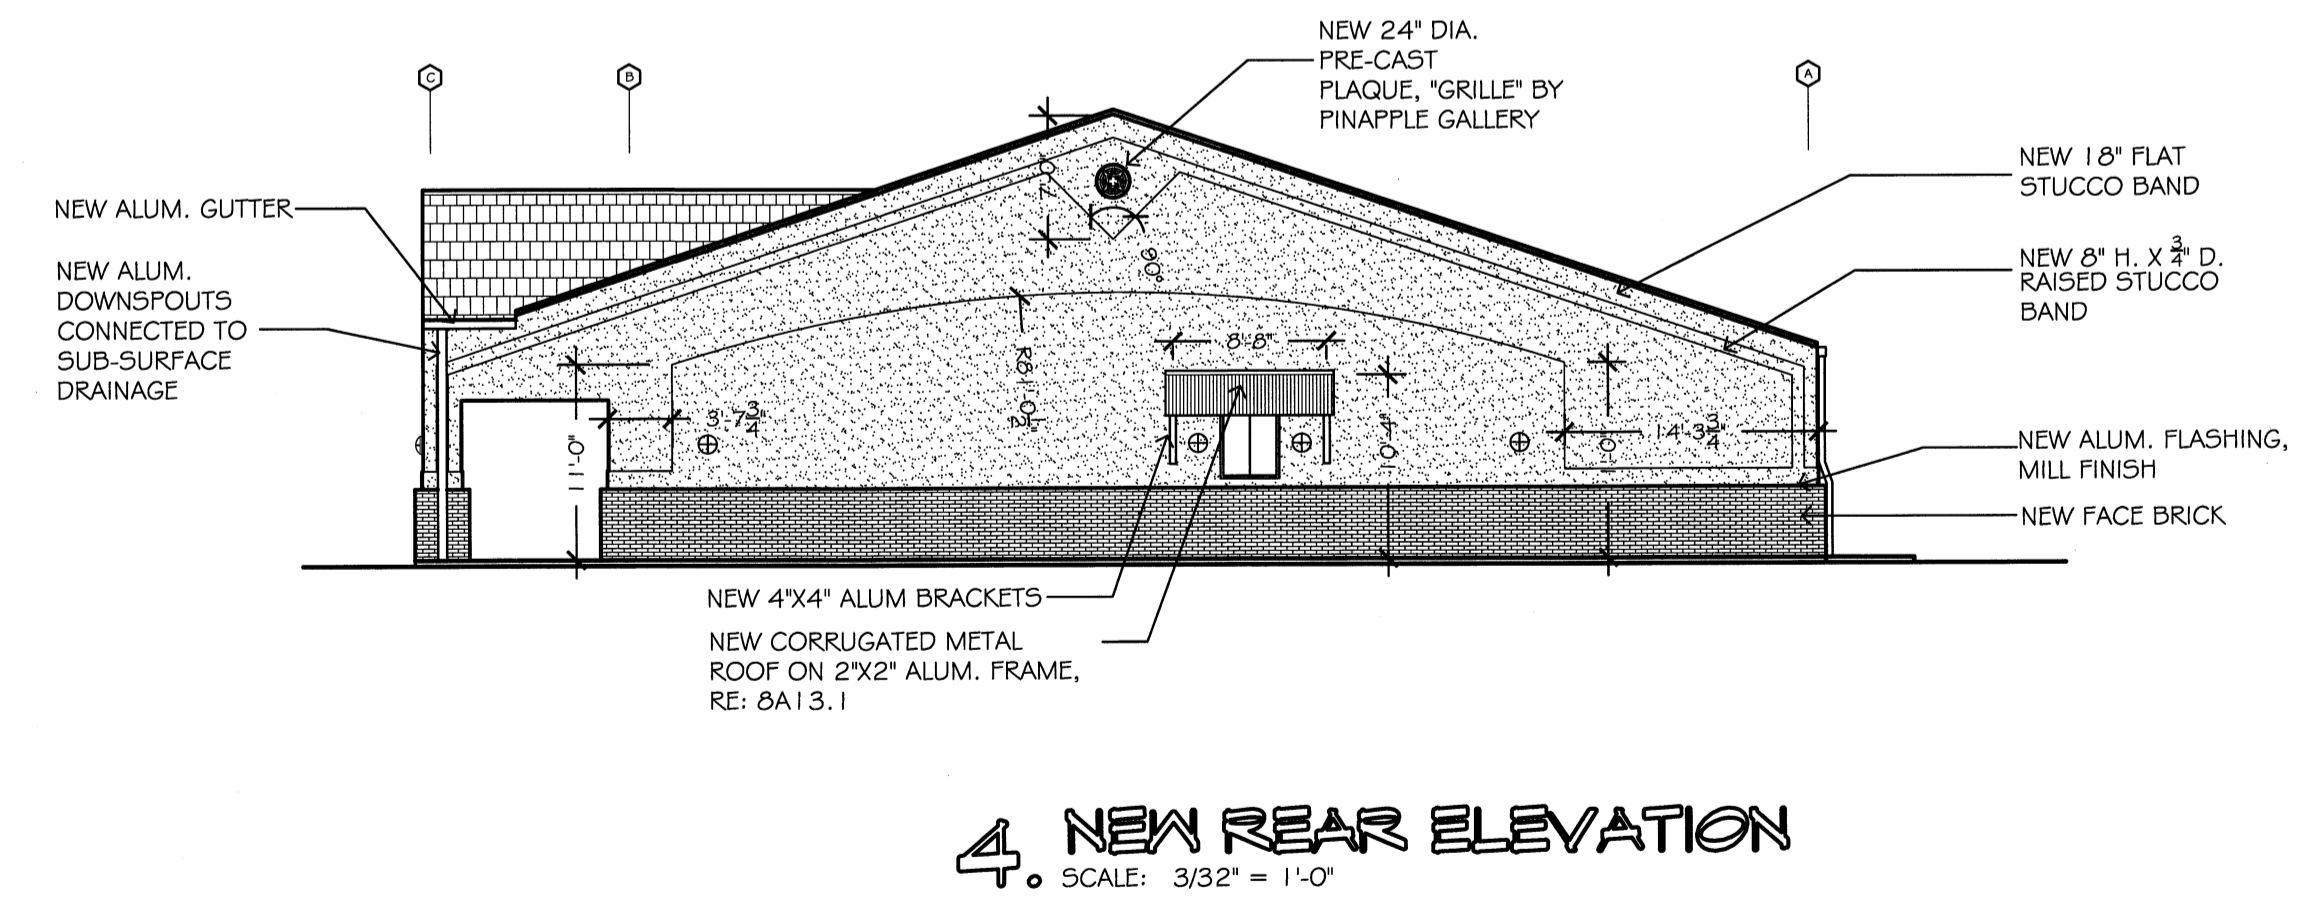 C
B
A
NEW 24" DIA.
PRE-CAST
PLAQUE, "GRILLE" BY
PINAPPLE GALLERY
NEW 18" FLAT
STUCCO BAND
NEW ALUM. GUTTER
NEW 8" H. X 3/4" D.
RAISED STUCCO
BAND
NEW ALUM.
DOWNSPOUTS
CONNECTED TO
SUB-SURFACE
DRAINAGE
90°
8'-8"
3'-7 3/4"
11'-0"
10'-4"
14'-3 3/4"
NEW ALUM. FLASHING,
MILL FINISH
NEW FACE BRICK
NEW 4"X4" ALUM BRACKETS
NEW CORRUGATED METAL
ROOF ON 2"X2" ALUM. FRAME,
RE: 8A13.1
4. NEW REAR ELEVATION
SCALE: 3/32" = 1'-0"